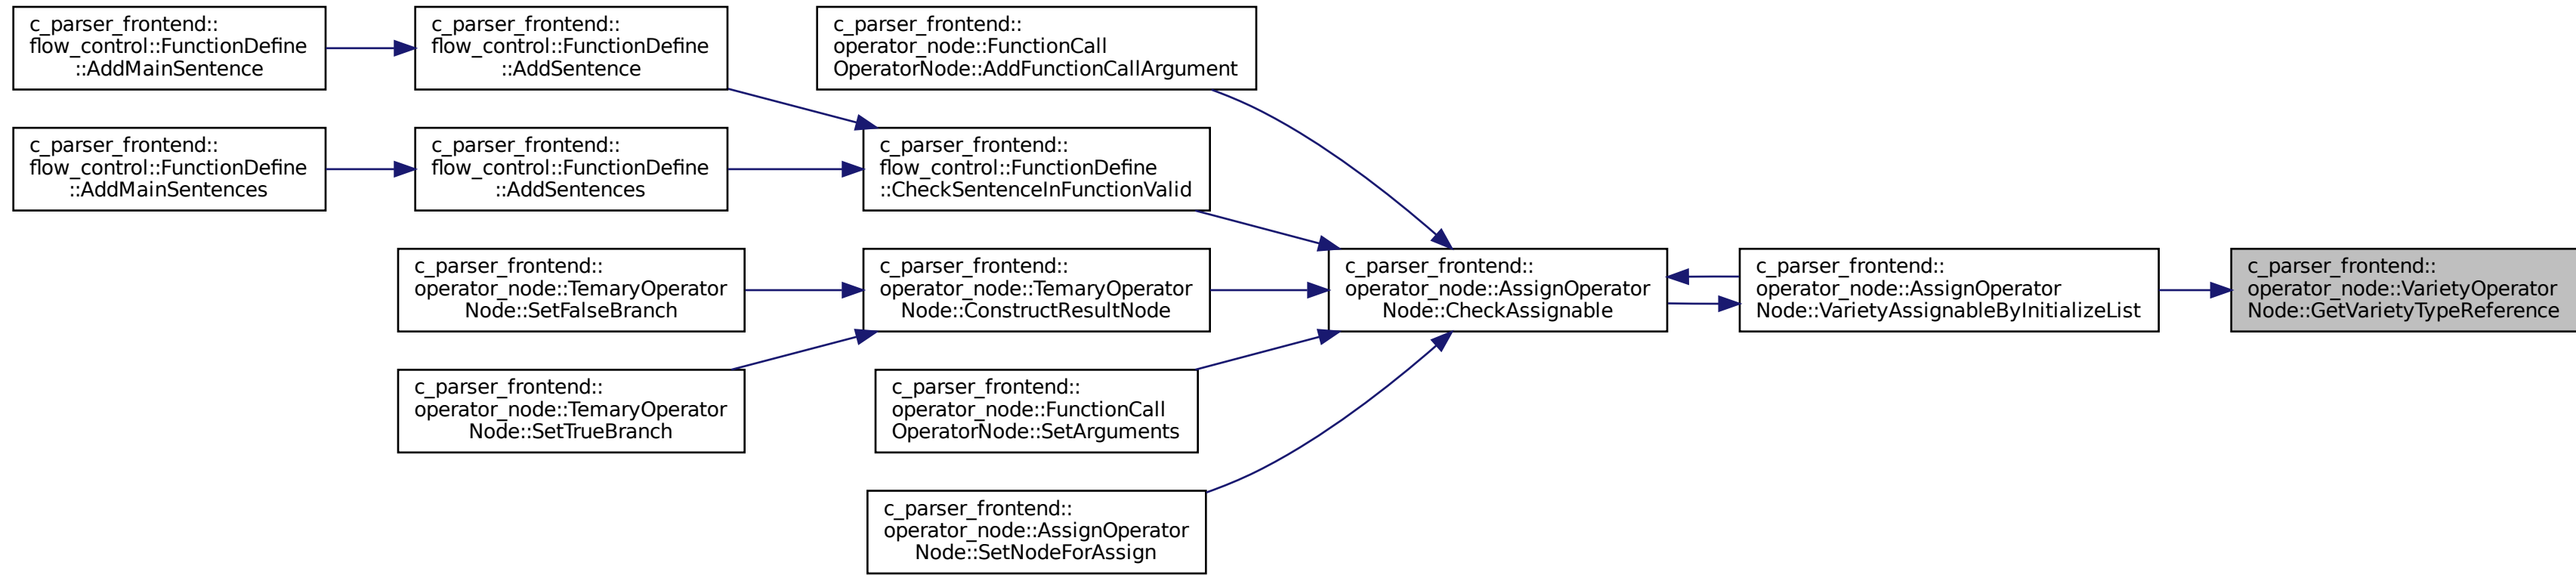 c_parser_frontend::
flow_control::FunctionDefine
::AddMainSentence
c_parser_frontend::
flow_control::FunctionDefine
::AddSentence
c_parser_frontend::
operator_node::FunctionCall
OperatorNode::AddFunctionCallArgument
c_parser_frontend::
flow_control::FunctionDefine
::AddMainSentences
c_parser_frontend::
flow_control::FunctionDefine
::AddSentences
c_parser_frontend::
flow_control::FunctionDefine
::CheckSentenceInFunctionValid
c_parser_frontend::
operator_node::TemaryOperator
Node::SetFalseBranch
c_parser_frontend::
operator_node::TemaryOperator
Node::ConstructResultNode
c_parser_frontend::
operator_node::AssignOperator
Node::CheckAssignable
c_parser_frontend::
operator_node::AssignOperator
Node::VarietyAssignableByInitializeList
c_parser_frontend::
operator_node::VarietyOperator
Node::GetVarietyTypeReference
c_parser_frontend::
operator_node::TemaryOperator
Node::SetTrueBranch
c_parser_frontend::
operator_node::FunctionCall
OperatorNode::SetArguments
c_parser_frontend::
operator_node::AssignOperator
Node::SetNodeForAssign